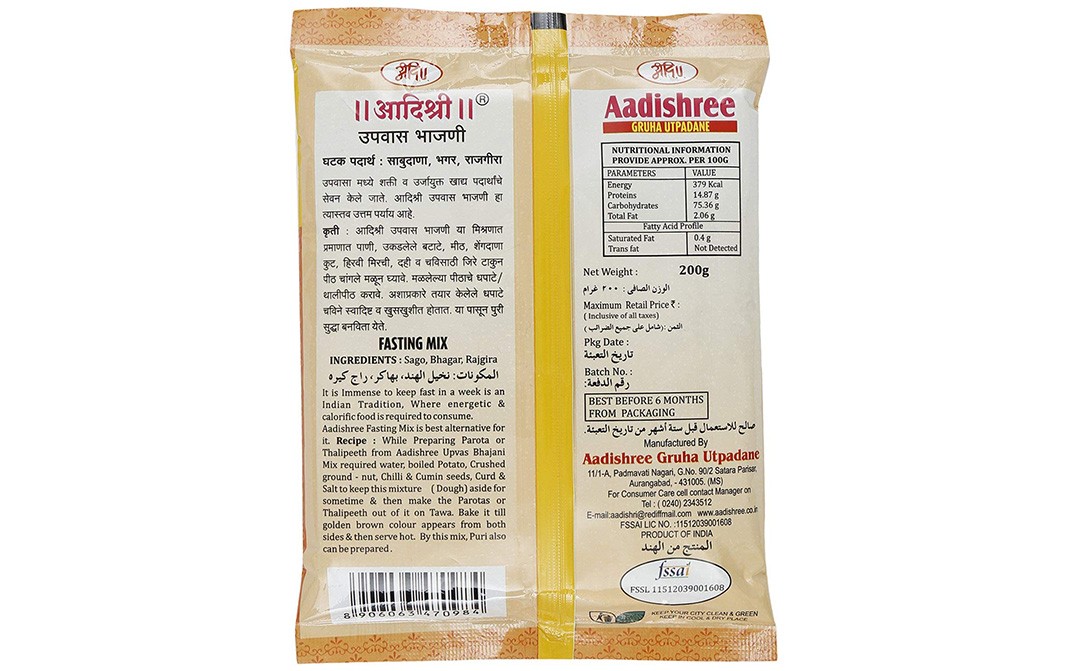 ॥आदिश्री॥®
उपवास भाजणी
घटक पदार्थ : साबुदाणा, भगर, राजगीरा
उपवासा मध्ये शक्ती व उर्जायुक्त खाद्य पदार्थांचे
सेवन केले जाते. आदिश्री उपवास भाजणी हा
त्यास्तव उत्तम पर्याय आहे.
कृती : आदिश्री उपवास भाजणी या मिश्रणात
प्रमाणात पाणी, उकडलेले बटाटे, मीठ, शेंगदाणा
कुट, हिरवी मिरची, दही व चविसाठी जिरे टाकुन
पीठ चांगले मळून घ्यावे. मळलेल्या पीठाचे घपाटे/
थालीपीठ करावे. अशाप्रकारे तयार केलेले घपाटे
चविने स्वादिष्ट व खुसखुशीत होतात. या पासून पुरी
सुद्धा बनविता येते.
FASTING MIX
INGREDIENTS : Sago, Bhagar, Rajgira
المكونات: نخيل الهند، بهاكر، راج كيره
It is Immense to keep fast in a week is an
Indian Tradition, Where energetic &
calorific food is required to consume.
Aadishree Fasting Mix is best alternative for
it. Recipe : While Preparing Parota or
Thalipeeth from Aadishree Upvas Bhajani
Mix required water, boiled Potato, Crushed
ground - nut, Chilli & Cumin seeds, Curd &
Salt to keep this mixture (Dough) aside for
sometime & then make the Parotas or
Thalipeeth out of it on Tawa. Bake it till
golden brown colour appears from both
sides & then serve hot. By this mix, Puri also
can be prepared.
8 906063 470984
Aadishree
GRUHA UTPADANE
NUTRITIONAL INFORMATION
PROVIDE APPROX. PER 100G
PARAMETERS VALUE
Energy 379 Kcal
Proteins 14.87 g
Carbohydrates 75.36 g
Total Fat 2.06 g
Fatty Acid Profile
Saturated Fat 0.4 g
Trans fat Not Detected
Net Weight : 200g
الوزن الصافى : ٢٠٠ غرام
Maximum Retail Price ₹ :
( Inclusive of all taxes)
الثمن :(شامل على جميع الضرائب)
Pkg Date :
تاريخ التعبئة
Batch No. :
رقم الدفعة:
BEST BEFORE 6 MONTHS
FROM PACKAGING
صالح للاستعمال قبل ستة أشهر من تاريخ التعبئة.
Manufactured By
Aadishree Gruha Utpadane
11/1-A, Padmavati Nagari, G.No. 90/2 Satara Parisar,
Aurangabad, - 431005. (MS)
For Consumer Care cell contact Manager on
Tel : ( 0240) 2343512
E-mail:aadishri@rediffmail.com www.aadishree.co.in
FSSAI LIC NO. :11512039001608
PRODUCT OF INDIA
المنتج من الهند
fssai
FSSL 11512039001608
KEEP YOUR CITY CLEAN & GREEN
KEEP IN COOL & DRY PLACE